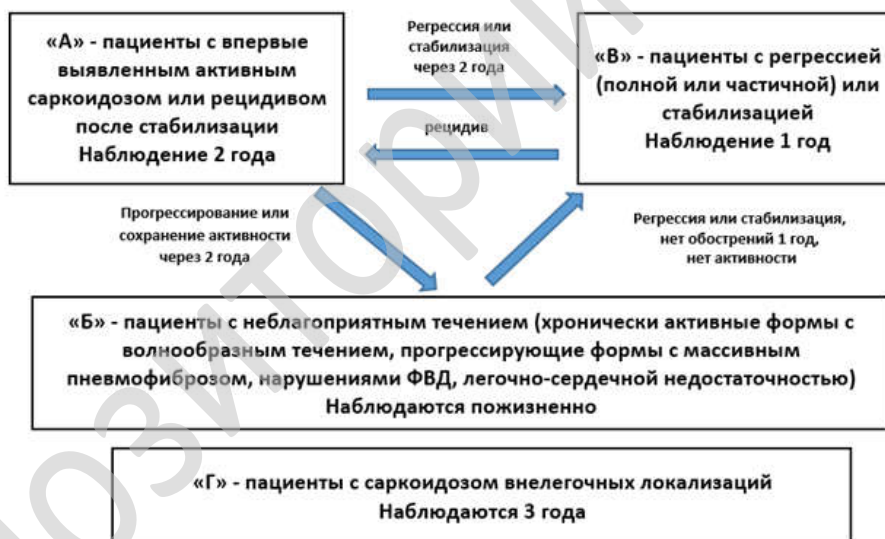 «А» - пациенты с впервые
выявленным активным
саркоидозом или рецидивом
после стабилизации
Наблюдение 2 года
Регрессия или
стабилизация
через 2 года
рецидив
«В» - пациенты с регрессией
(полной или частичной) или
стабилизацией
Наблюдение 1 год
Прогрессирование или
сохранение активности
через 2 года
Регрессия или стабилизация,
нет обострений 1 год,
нет активности
«Б» - пациенты с неблагоприятным течением (хронически активные формы с
волнообразным течением, прогрессирующие формы с массивным
пневмофиброзом, нарушениями ФВД, легочно-сердечной недостаточностью)
Наблюдаются пожизненно
«Г» - пациенты с саркоидозом внелегочных локализаций
Наблюдаются 3 года